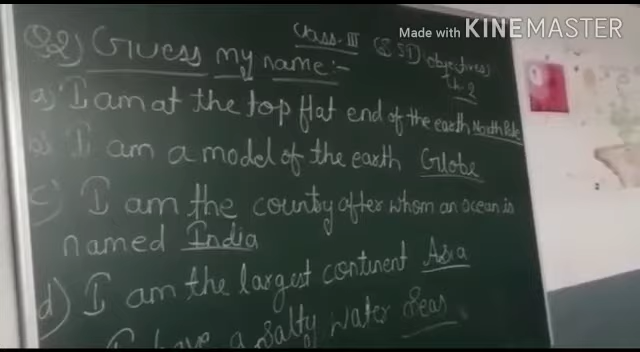 Made with KINEMASTER
Class-III (S.ST) objectives)
Ch.2
Q2) Guess my name:-
a) I am at the top flat end of the earth North Pole
b) I am a model of the earth Globe
c) I am the county after whom an ocean is
named India
d) I am the largest continent Asia
I have a salty water Seas